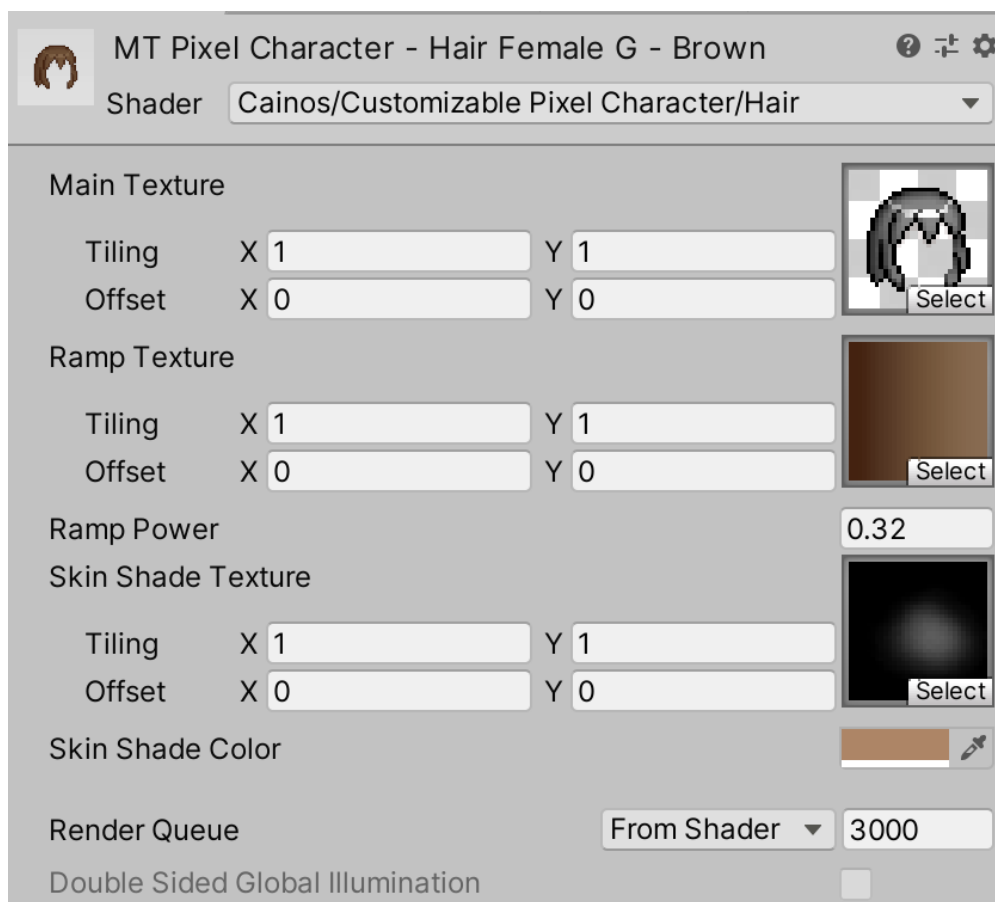 MT Pixel Character - Hair Female G - Brown
Shader Cainos/Customizable Pixel Character/Hair
Main Texture
Tiling X 1 Y 1
Offset X 0 Y 0
Select
Ramp Texture
Tiling X 1 Y 1
Offset X 0 Y 0
Select
Ramp Power 0.32
Skin Shade Texture
Tiling X 1 Y 1
Offset X 0 Y 0
Select
Skin Shade Color
Render Queue From Shader 3000
Double Sided Global Illumination